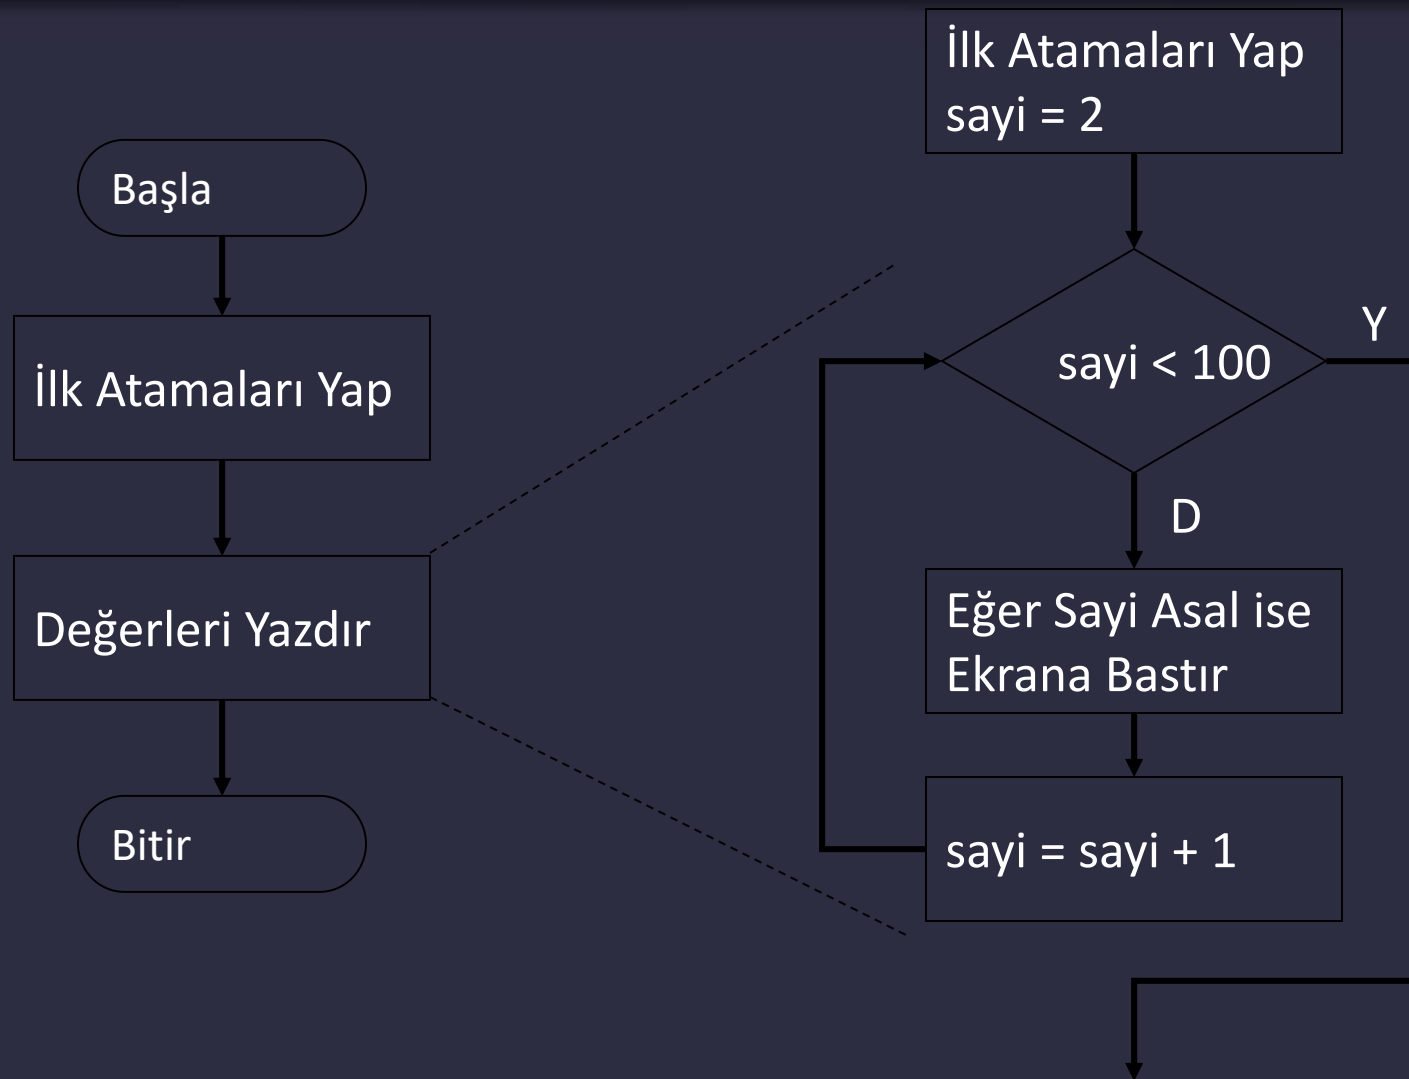 Başla
İlk Atamaları Yap
Değerleri Yazdır
Bitir
İlk Atamaları Yap
sayi = 2
sayi < 100
Y
D
Eğer Sayi Asal ise
Ekrana Bastır
sayi = sayi + 1